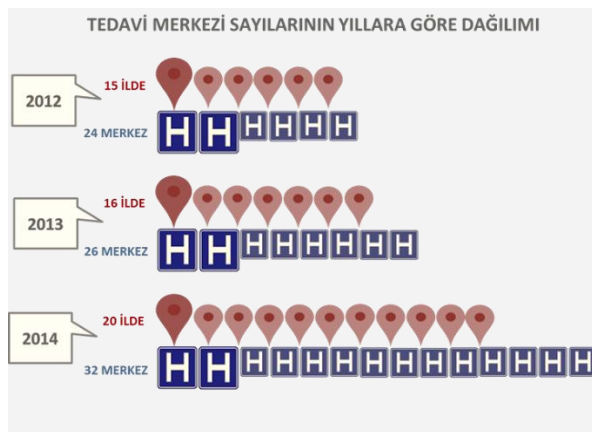 TEDAVİ MERKEZİ SAYILARININ YILLARA GÖRE DAĞILIMI
2012
15 İLDE
24 MERKEZ
H H H H H H
2013
16 İLDE
26 MERKEZ
H H H H H H H H
2014
20 İLDE
32 MERKEZ
H H H H H H H H H H H H H H